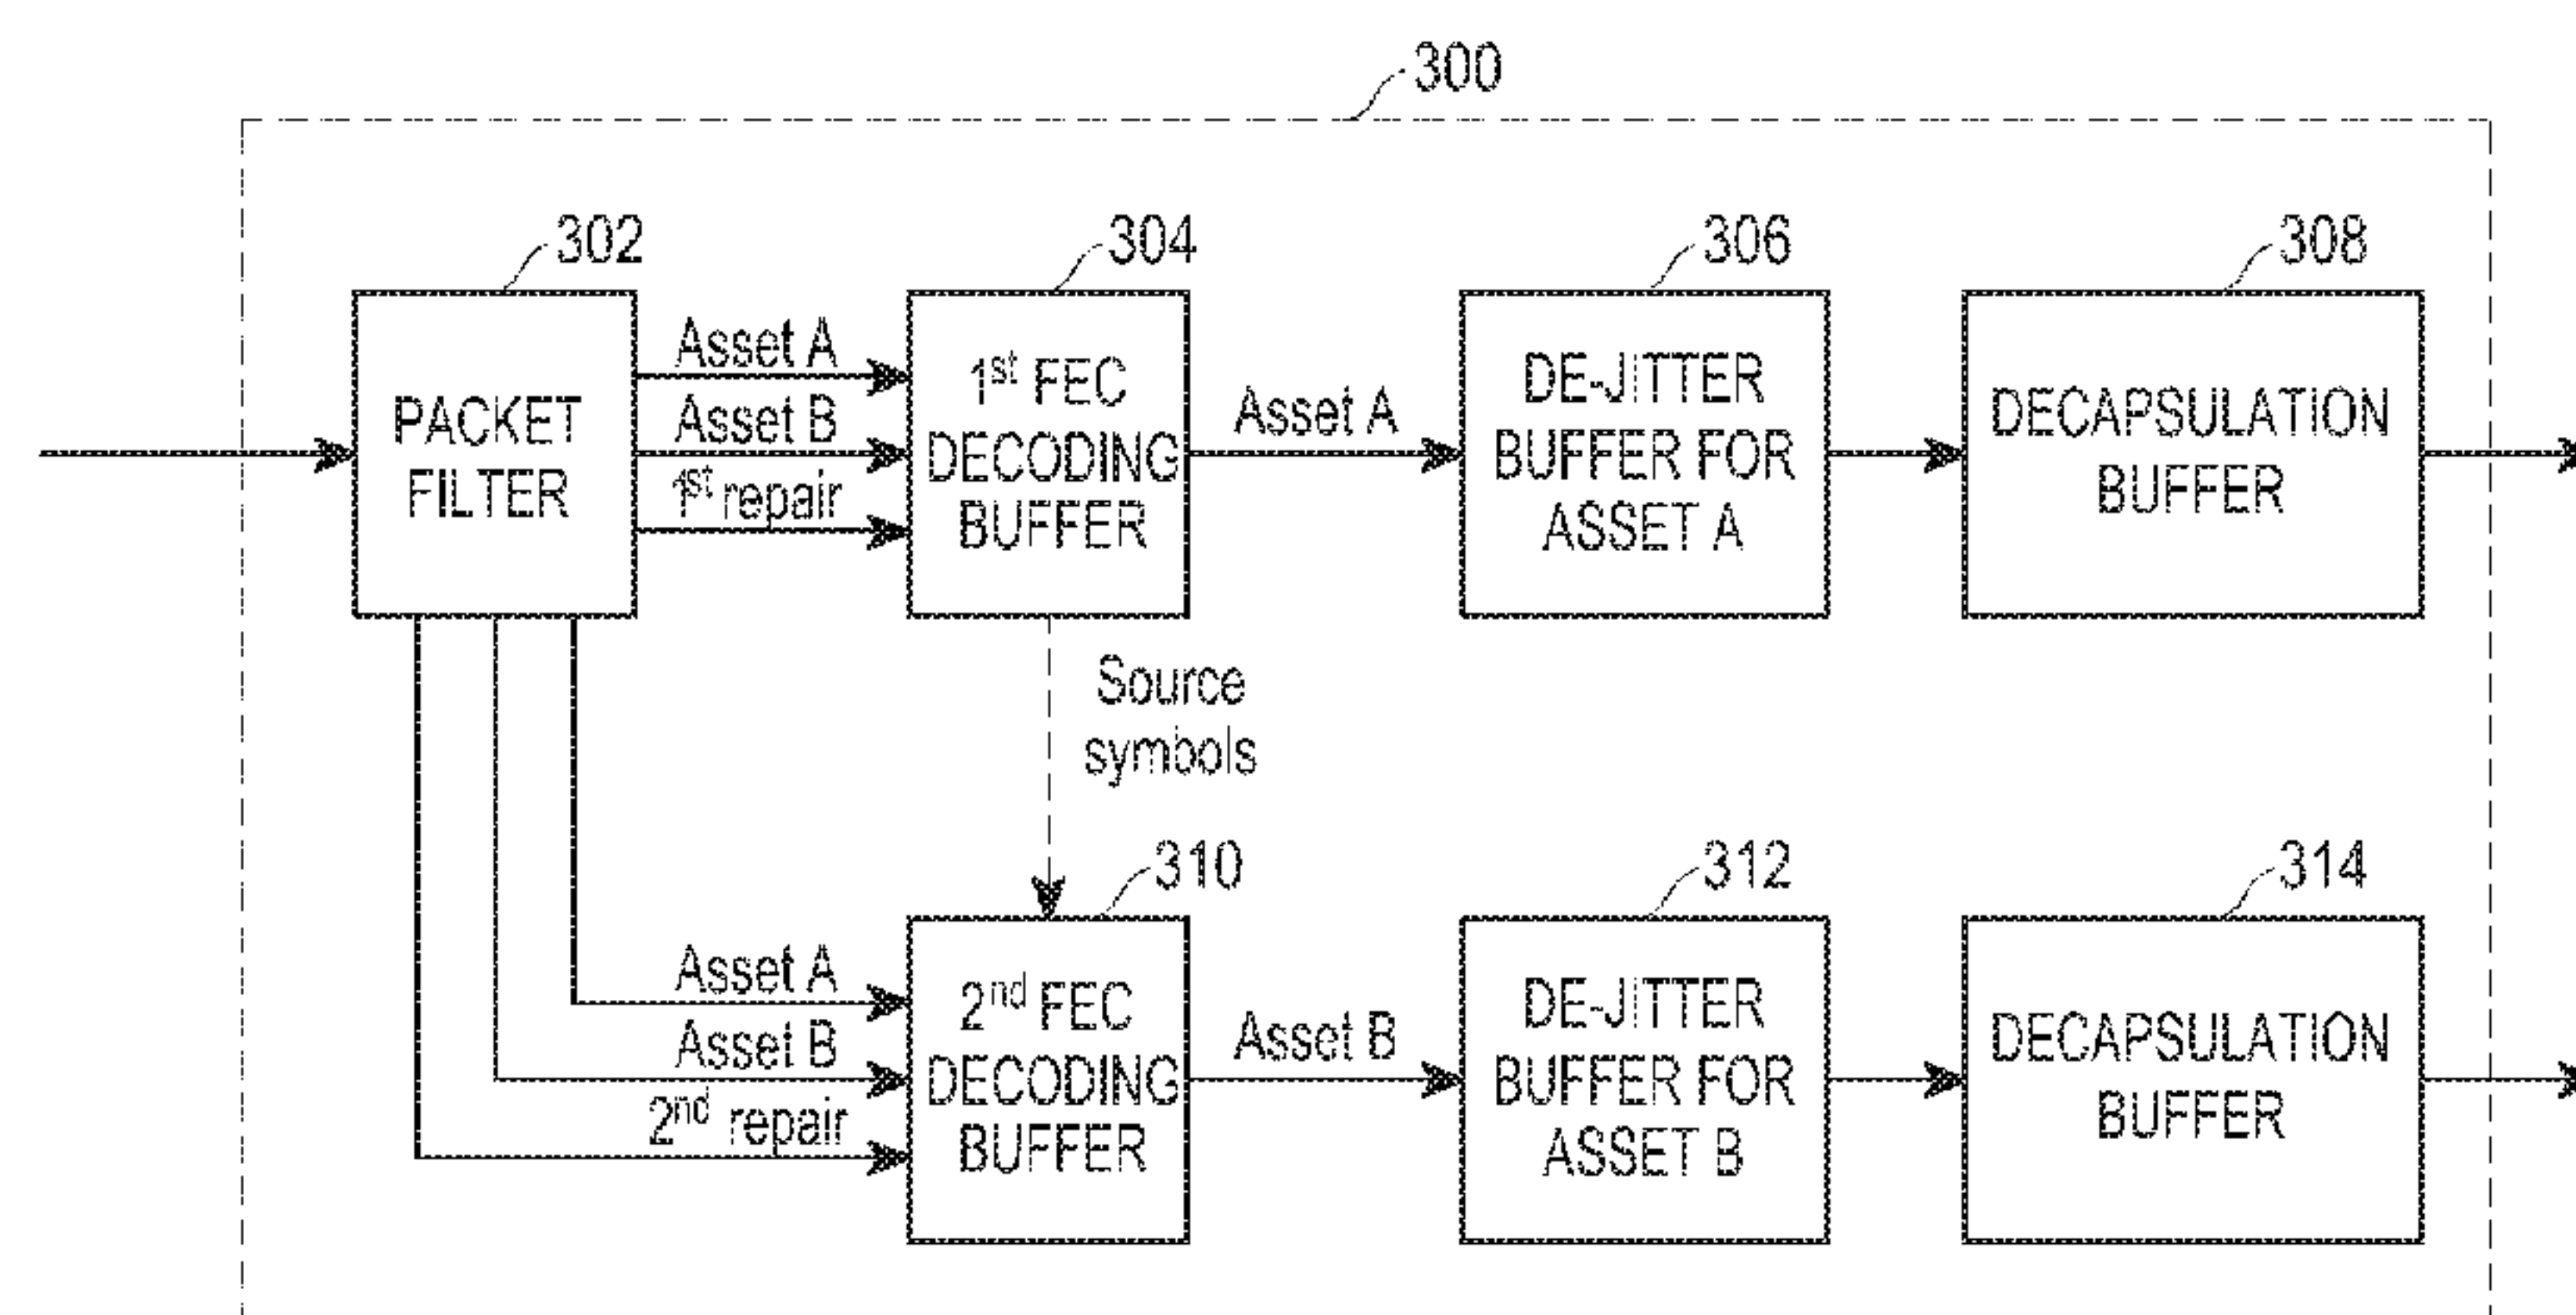 300
302
304
306
308
PACKET
FILTER
Asset A
Asset B
1st repair
1st FEC
DECODING
BUFFER
Asset A
DE-JITTER
BUFFER FOR
ASSET A
DECAPSULATION
BUFFER
Source
symbols
310
312
314
Asset A
Asset B
2nd repair
2nd FEC
DECODING
BUFFER
Asset B
DE-JITTER
BUFFER FOR
ASSET B
DECAPSULATION
BUFFER